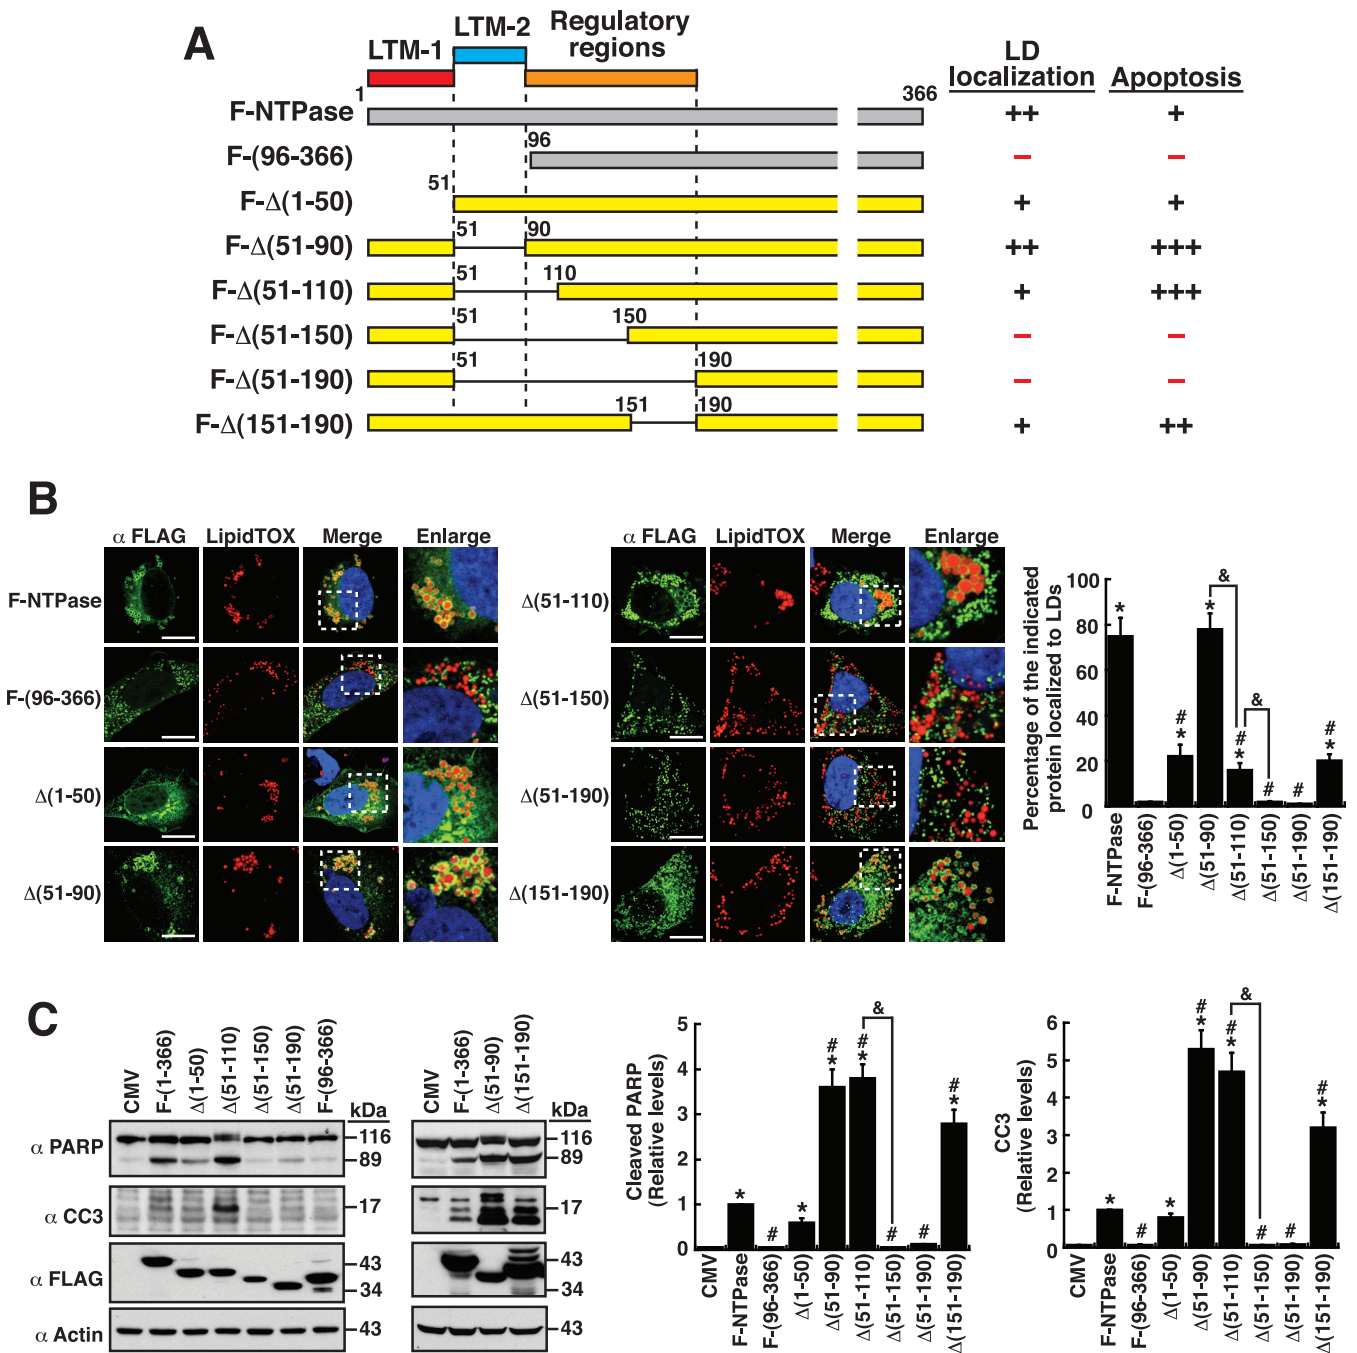 A
LTM-1
LTM-2
Regulatory
regions
LD
localization
Apoptosis
1
366
F-NTPase
++
+
96
F-(96-366)
−
−
51
F-Δ(1-50)
+
+
51
90
F-Δ(51-90)
++
+++
51
110
F-Δ(51-110)
+
+++
51
150
F-Δ(51-150)
−
−
51
190
F-Δ(51-190)
−
−
151
190
F-Δ(151-190)
+
++
B
α FLAG
LipidTOX
Merge
Enlarge
F-NTPase
F-(96-366)
Δ(1-50)
Δ(51-90)
α FLAG
LipidTOX
Merge
Enlarge
Δ(51-110)
Δ(51-150)
Δ(51-190)
Δ(151-190)
Percentage of the indicated
protein localized to LDs
100
80
60
40
20
0
*
#
*
*
&
#
*
&
#
#
#
*
F-NTPase
F-(96-366)
Δ(1-50)
Δ(51-90)
Δ(51-110)
Δ(51-150)
Δ(51-190)
Δ(151-190)
C
CMV
F-(1-366)
Δ(1-50)
Δ(51-110)
Δ(51-150)
Δ(51-190)
F-(96-366)
kDa
α PARP
116
89
α CC3
17
α FLAG
43
34
α Actin
43
CMV
F-(1-366)
Δ(51-90)
Δ(151-190)
kDa
116
89
17
43
34
43
Cleaved PARP
(Relative levels)
5
4
3
2
1
0
*
#
*
#
*
#
*
&
#
#
#
*
CMV
F-NTPase
F-(96-366)
Δ(1-50)
Δ(51-90)
Δ(51-110)
Δ(51-150)
Δ(51-190)
Δ(151-190)
CC3
(Relative levels)
6
5
4
3
2
1
0
*
#
*
#
*
#
*
&
#
#
#
*
CMV
F-NTPase
F-(96-366)
Δ(1-50)
Δ(51-90)
Δ(51-110)
Δ(51-150)
Δ(51-190)
Δ(151-190)